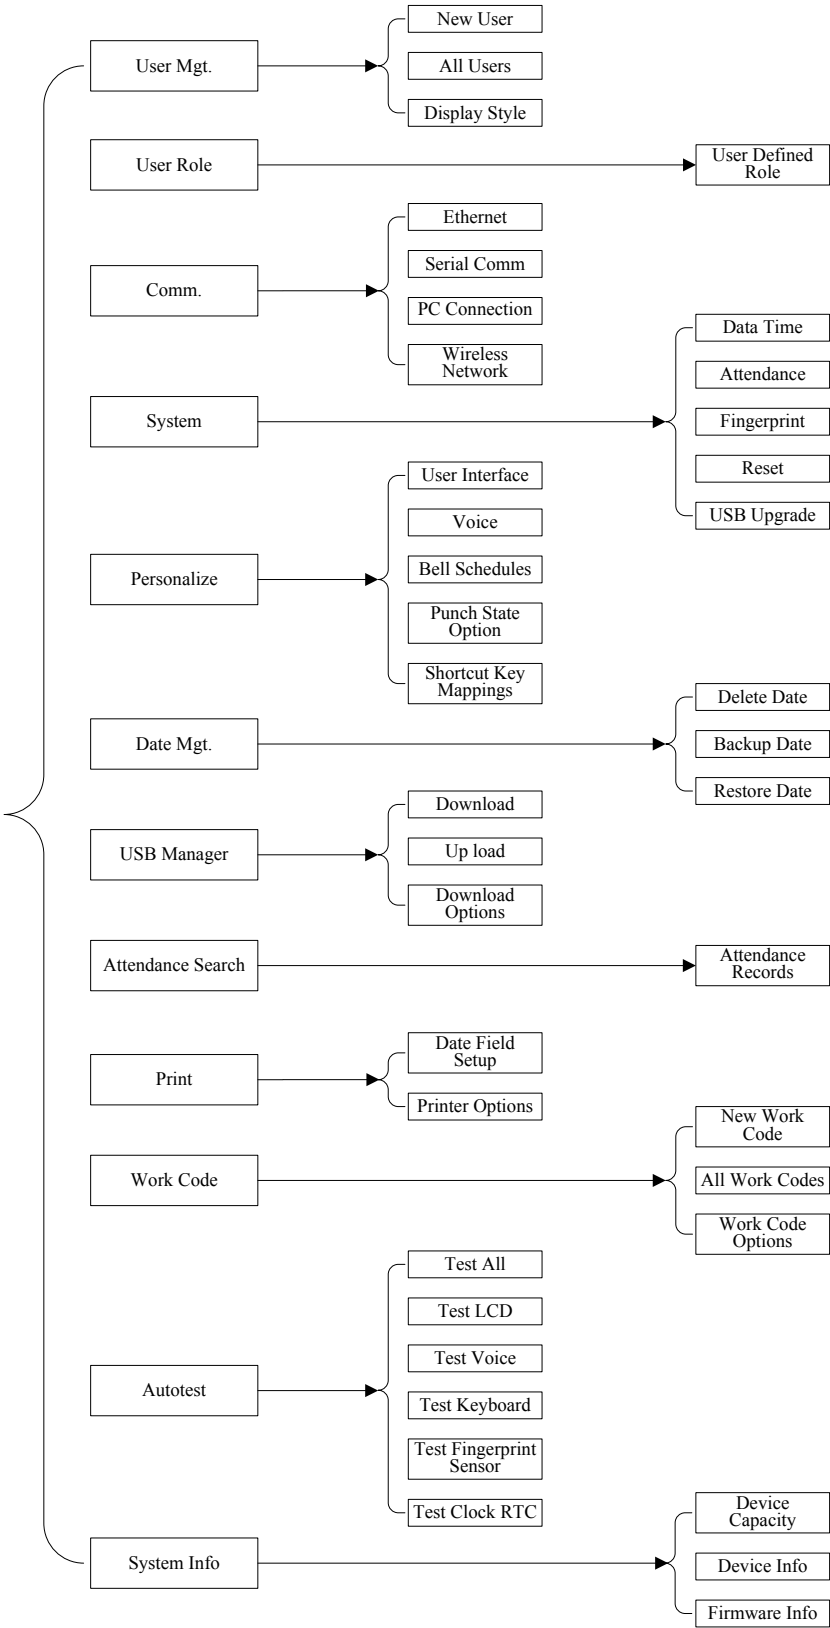 User Mgt.
New User
All Users
Display Style
User Role
User Defined
Role
Comm.
Ethernet
Serial Comm
PC Connection
Wireless
Network
System
Data Time
Attendance
Fingerprint
Reset
USB Upgrade
Personalize
User Interface
Voice
Bell Schedules
Punch State
Option
Shortcut Key
Mappings
Date Mgt.
Delete Date
Backup Date
Restore Date
USB Manager
Download
Up load
Download
Options
Attendance Search
Attendance
Records
Print
Date Field
Setup
Printer Options
Work Code
New Work
Code
All Work Codes
Work Code
Options
Autotest
Test All
Test LCD
Test Voice
Test Keyboard
Test Fingerprint
Sensor
Test Clock RTC
System Info
Device
Capacity
Device Info
Firmware Info